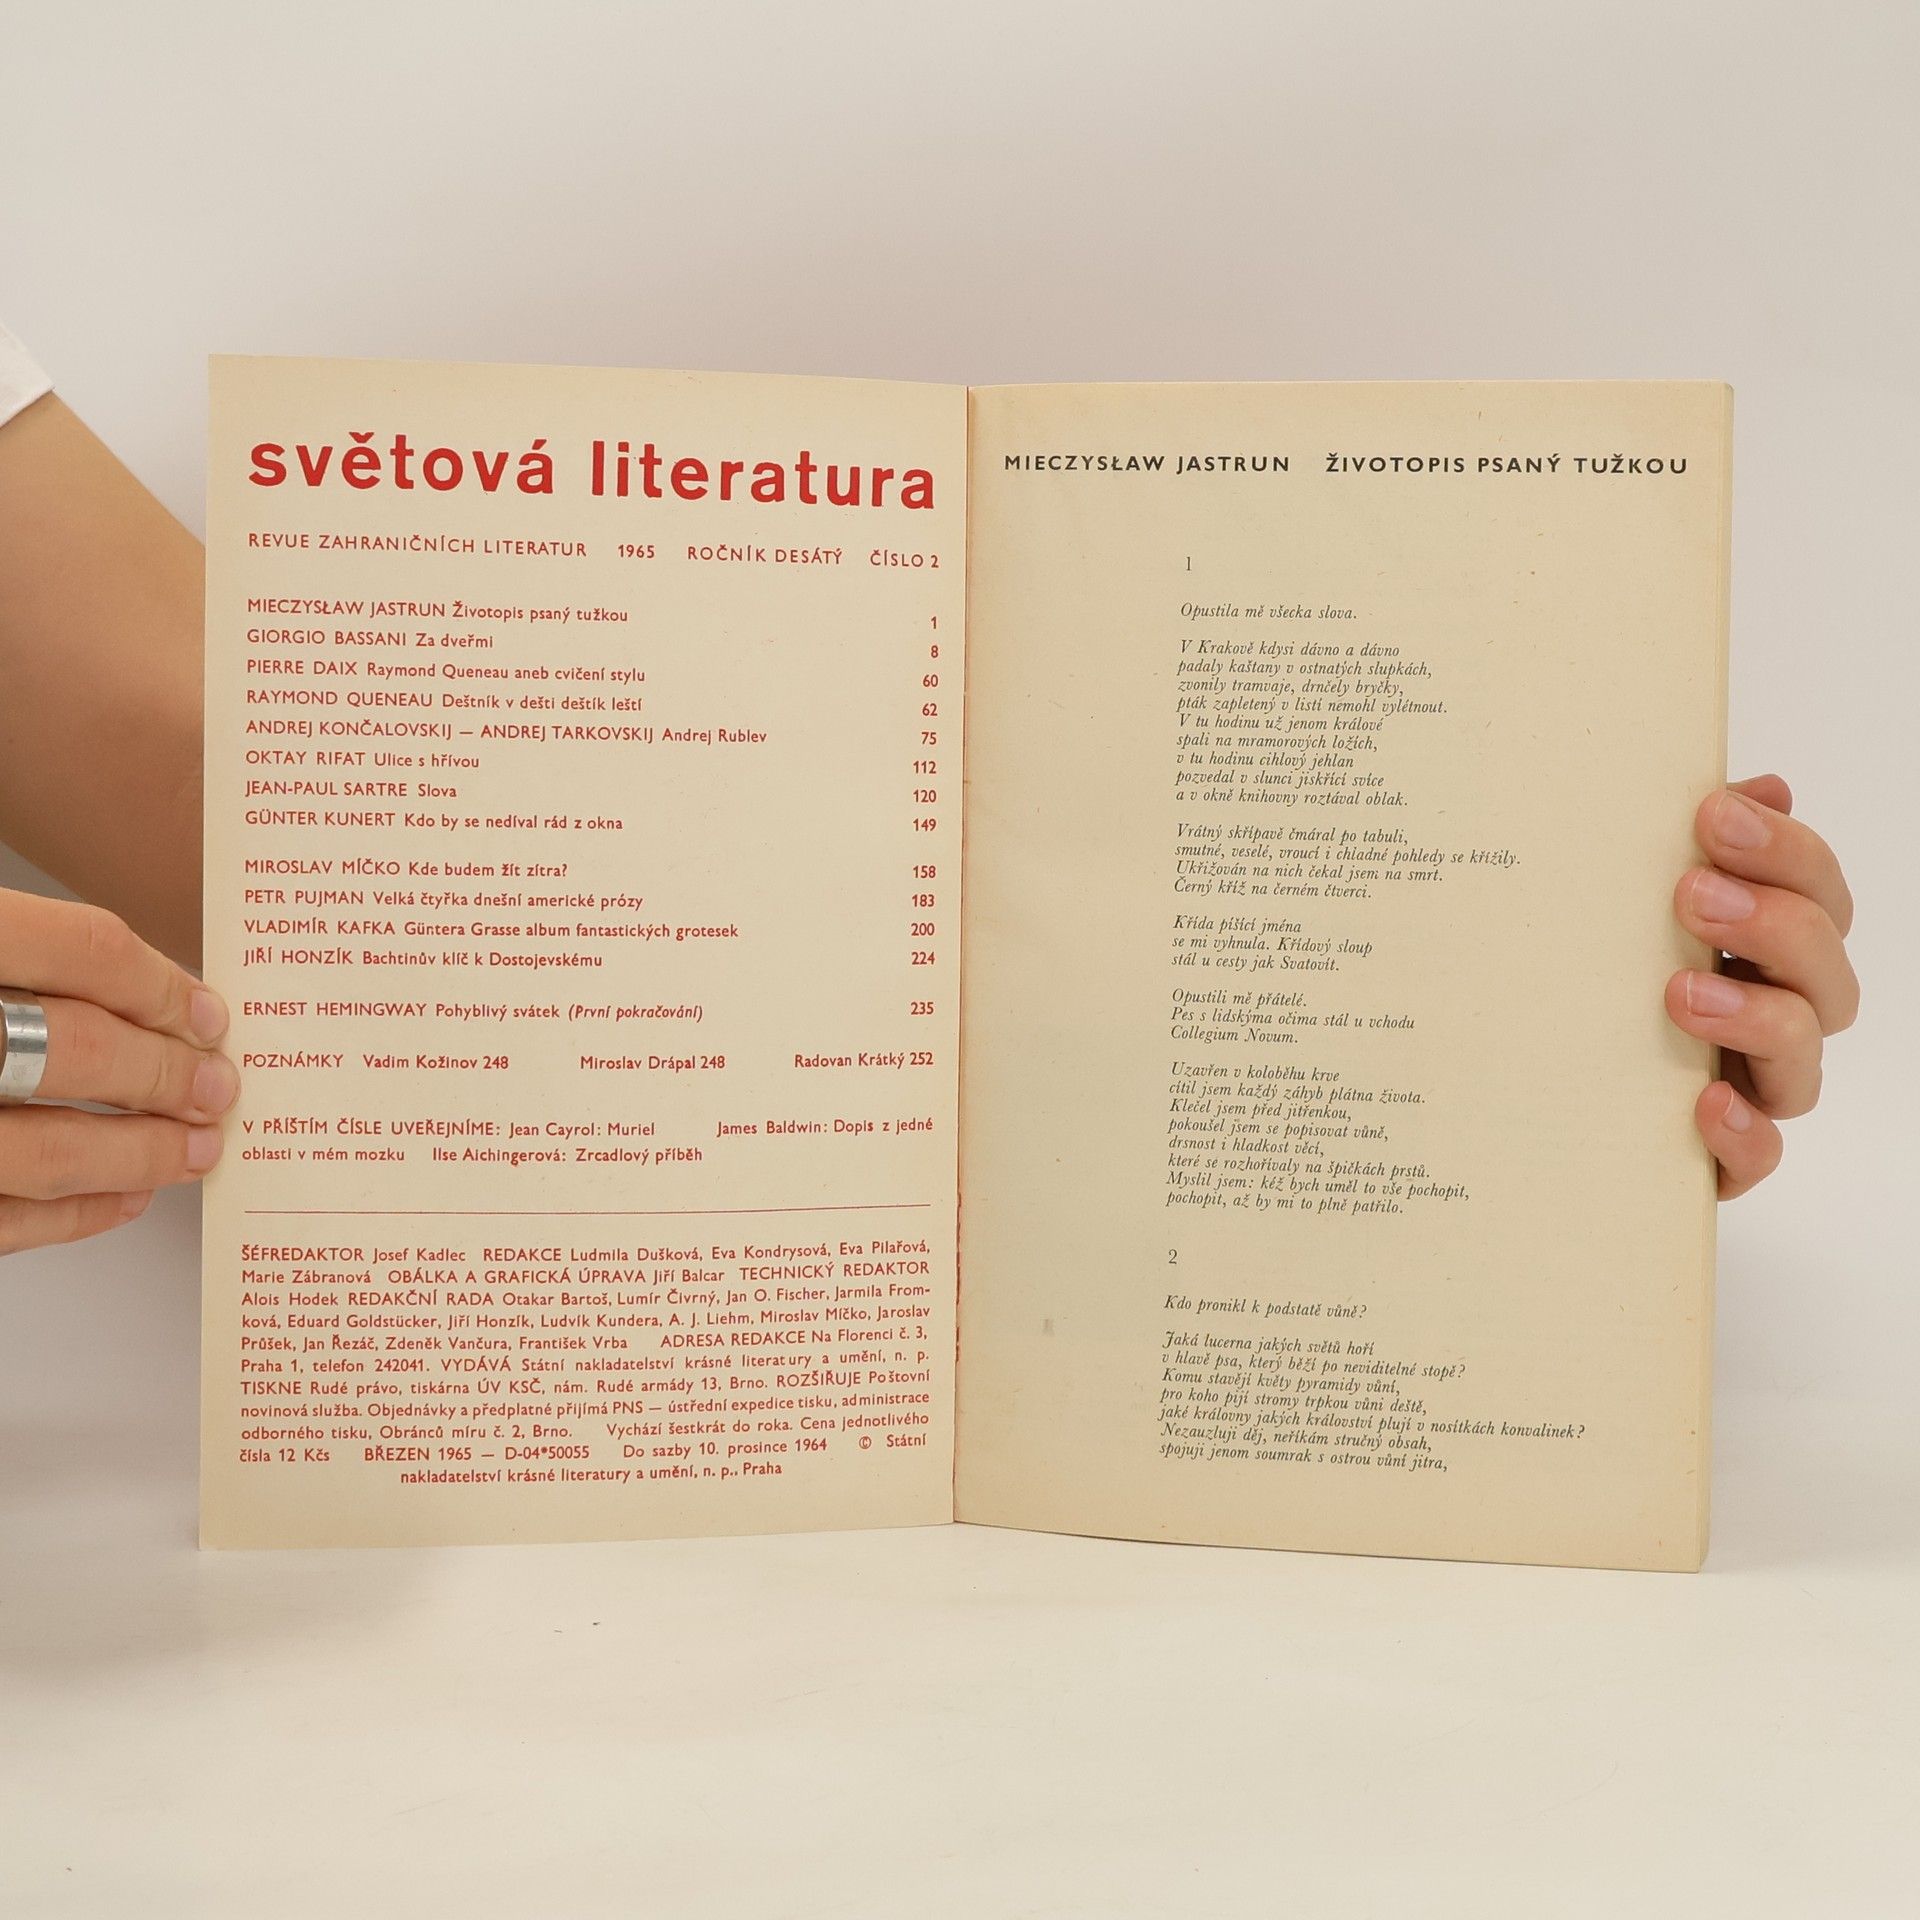 světová literatura
REVUE ZAHRANIČNÍCH LITERATUR 1965 ROČNÍK DESÁTÝ ČÍSLO 2
MIECZYSŁAW JASTRUN Životopis psaný tužkou 1
GIORGIO BASSANI Za dveřmi 8
PIERRE DAIX Raymond Queneau aneb cvičení stylu 60
RAYMOND QUENEAU Deštník v dešti deštík leští 62
ANDREJ KONČALOVSKIJ — ANDREJ TARKOVSKIJ Andrej Rublev 75
OKTAY RIFAT Ulice s hřívou 112
JEAN-PAUL SARTRE Slova 120
GÜNTER KUNERT Kdo by se nedíval rád z okna 149
MIROSLAV MÍČKO Kde budem žít zítra? 158
PETR PUJMAN Velká čtyřka dnešní americké prózy 183
VLADIMÍR KAFKA Güntera Grasse album fantastických grotesek 200
JIŘÍ HONZÍK Bachtinův klíč k Dostojevskému 224
ERNEST HEMINGWAY Pohyblivý svátek (První pokračování) 235
POZNÁMKY Vadim Kožinov 248 Miroslav Drápal 248 Radovan Krátký 252
V PŘÍŠTÍM ČÍSLE UVEŘEJNÍME: Jean Cayrol: Muriel James Baldwin: Dopis z jedné
oblasti v mém mozku Ilse Aichingerová: Zrcadlový příběh
ŠÉFREDAKTOR Josef Kadlec REDAKCE Ludmila Dušková, Eva Kondrysová, Eva Pilařová,
Marie Zábranová OBÁLKA A GRAFICKÁ ÚPRAVA Jiří Balcar TECHNICKÝ REDAKTOR
Alois Hodek REDAKČNÍ RADA Otakar Bartoš, Lumír Čivrný, Jan O. Fischer, Jarmila From-
ková, Eduard Goldstücker, Jiří Honzík, Ludvík Kundera, A. J. Liehm, Miroslav Míčko, Jaroslav
Průšek, Jan Řezáč, Zdeněk Vančura, František Vrba ADRESA REDAKCE Na Florenci č. 3,
Praha 1, telefon 242041. VYDÁVÁ Státní nakladatelství krásné literatury a umění, n. p.
TISKNE Rudé právo, tiskárna ÚV KSČ, nám. Rudé armády 13, Brno. ROZŠIŘUJE Poštovní
novinová služba. Objednávky a předplatné přijímá PNS — ústřední expedice tisku, administrace
odborného tisku, Obránců míru č. 2, Brno. Vychází šestkrát do roka. Cena jednotlivého
čísla 12 Kčs BŘEZEN 1965 — D-04*50055 Do sazby 10. prosince 1964 © Státní
nakladatelství krásné literatury a umění, n. p., Praha
MIECZYSŁAW JASTRUN ŽIVOTOPIS PSANÝ TUŽKOU
1
Opustila mě všecka slova.
V Krakově kdysi dávno a dávno
padaly kaštany v ostnatých slupkách,
zvonily tramvaje, drnčely bryčky,
pták zapletený v listí nemohl vylétnout.
V tu hodinu už jenom králové
spali na mramorových ložích,
v tu hodinu cihlový jehlan
pozvedal v slunci jiskřící svíce
a v okně knihovny roztával oblak.
Vrátný skřípavě čmáral po tabuli,
smutné, veselé, vroucí i chladné pohledy se křížily.
Ukřižován na nich čekal jsem na smrt.
Černý kříž na černém čtverci.
Křída píšící jména
se mi vyhnula. Křídový sloup
stál u cesty jak Svatovít.
Opustili mě přátelé.
Pes s lidskýma očima stál u vchodu
Collegium Novum.
Uzavřen v koloběhu krve
cítil jsem každý záhyb plátna života.
Klečel jsem před jitřenkou,
pokoušel jsem se popisovat vůně,
drsnost i hladkost věcí,
které se rozhořívaly na špičkách prstů.
Myslil jsem: kéž bych uměl to vše pochopit,
pochopit, až by mi to plně patřilo.
2
Kdo pronikl k podstatě vůně?
Jaká lucerna jakých světů hoří
v hlavě psa, který běží po neviditelné stopě?
Komu stavějí květy pyramidy vůní,
pro koho pijí stromy trpkou vůni deště,
jaké královny jakých království plují v nosítkách konvalinek?
Nezauzluji děj, neříkám stručný obsah,
spojuji jenom soumrak s ostrou vůní jitra,